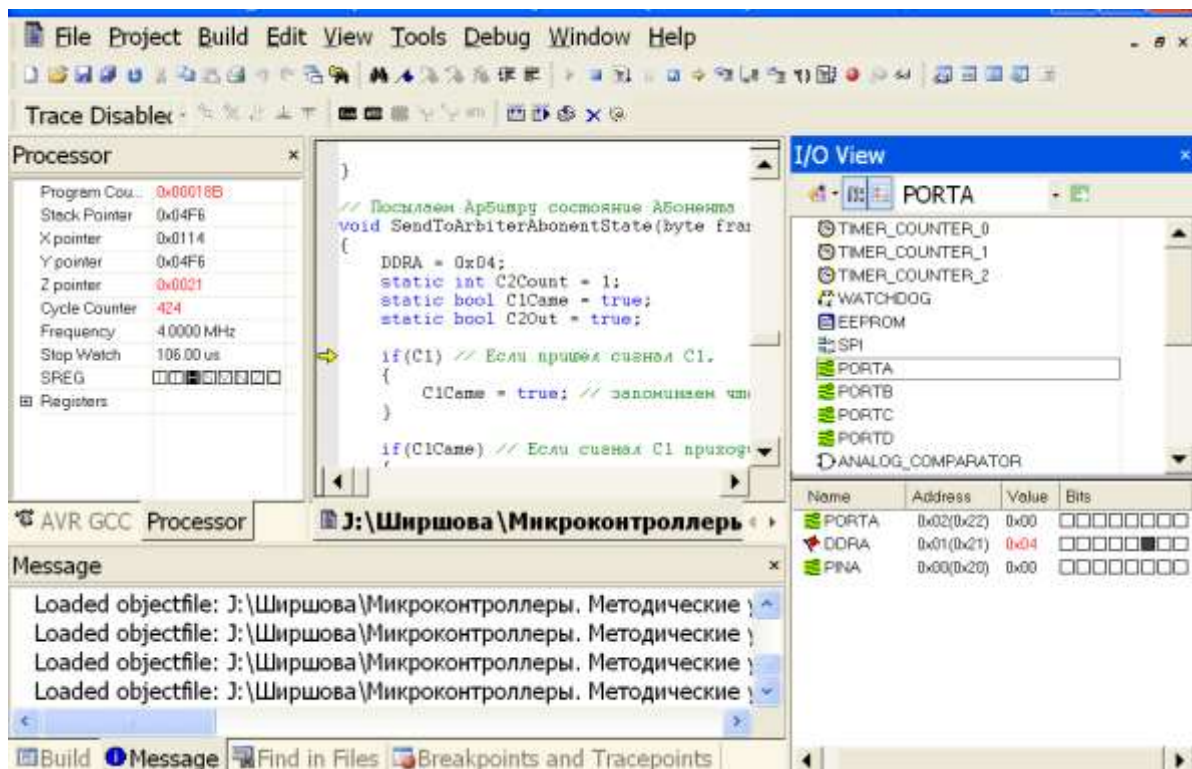 File Project Build Edit View Tools Debug Window Help
Trace Disablec
Processor
Program Cou... 0x00018B
Stack Pointer 0x04F6
X pointer 0x0114
Y pointer 0x04F6
Z pointer 0x0021
Cycle Counter 424
Frequency 4.0000 MHz
Stop Watch 106.00 us
SREG
Registers
AVR GCC Processor
}
// Посылаем Арбитру состояние Абонента
void SendToArbiterAbonentState(byte fra
{
DDRA = 0x04;
static int C2Count = 1;
static bool C1Came = true;
static bool C2Out = true;
if(C1) // Если пришел сигнал C1.
{
C1Came = true; // запоминаем
}
if(C1Came) // Если сигнал C1
J:\Ширшова\Микроконтроллерь
I/O View
PORTA
TIMER_COUNTER_0
TIMER_COUNTER_1
TIMER_COUNTER_2
WATCHDOG
EEPROM
SPI
PORTA
PORTB
PORTC
PORTD
ANALOG_COMPARATOR
Name Address Value Bits
PORTA 0x02(0x22) 0x00
DDRA 0x01(0x21) 0x04
PINA 0x00(0x20) 0x00
Message
Loaded objectfile: J:\Ширшова\Микроконтроллеры. Методические
Loaded objectfile: J:\Ширшова\Микроконтроллеры. Методические
Loaded objectfile: J:\Ширшова\Микроконтроллеры. Методические
Loaded objectfile: J:\Ширшова\Микроконтроллеры. Методические
Build Message Find in Files Breakpoints and Tracepoints